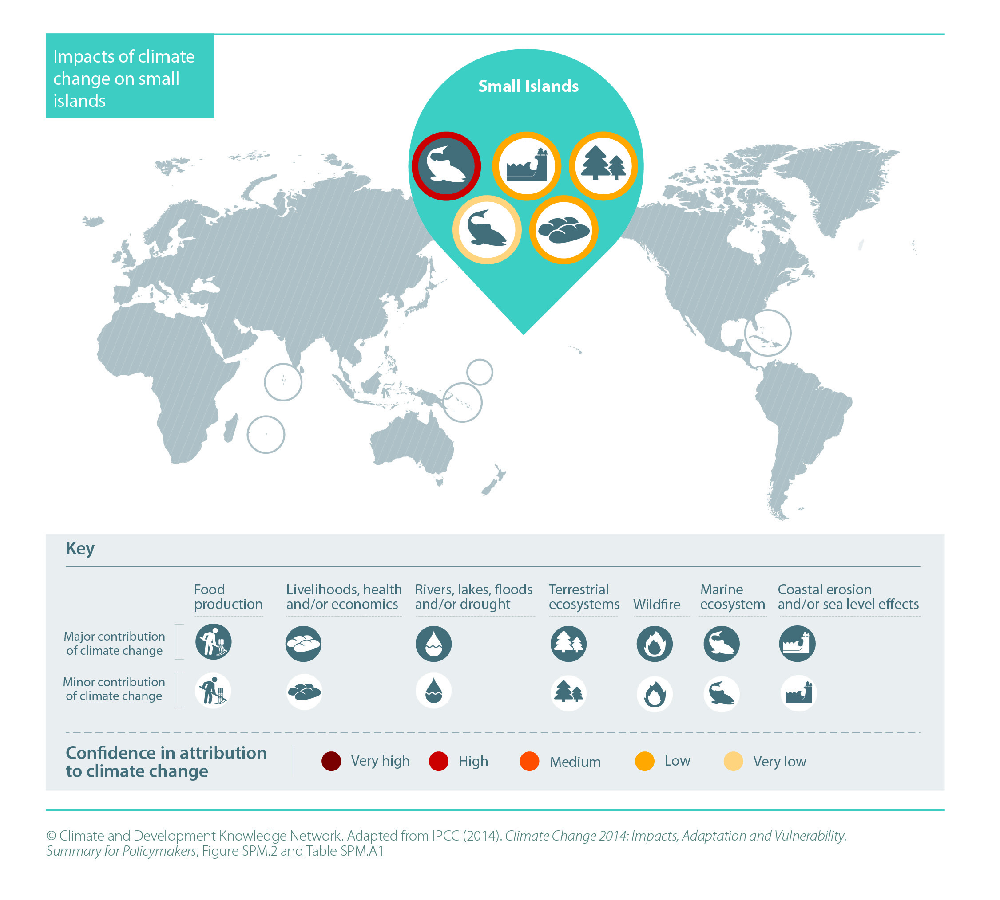 Impacts of climate
change on small
islands
Small Islands
Key
Food
production
Livelihoods, health
and/or economics
Rivers, lakes, floods
and/or drought
Terrestrial
ecosystems
Wildfire
Marine
ecosystem
Coastal erosion
and/or sea level effects
Major contribution
of climate change
Minor contribution
of climate change
Confidence in attribution
to climate change
Very high
High
Medium
Low
Very low
© Climate and Development Knowledge Network. Adapted from IPCC (2014). Climate Change 2014: Impacts, Adaptation and Vulnerability.
Summary for Policymakers, Figure SPM.2 and Table SPM.A1